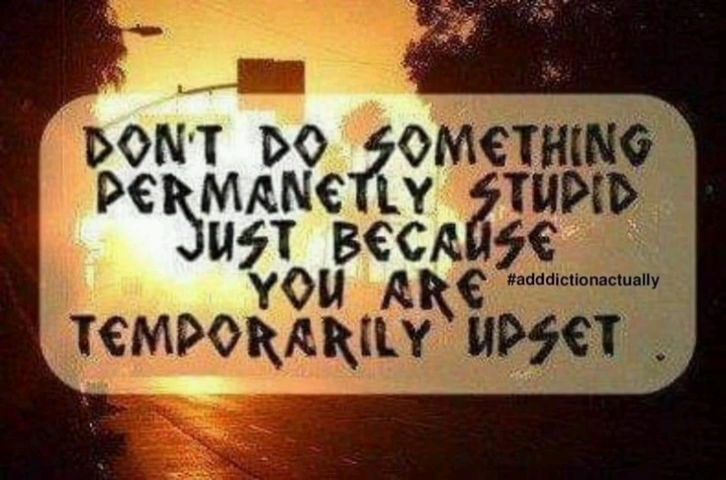 DON'T DO SOMETHING
PERMANETLY STUPID
JUST BECAUSE
YOU ARE #adddictionactually
TEMPORARILY UPSET .